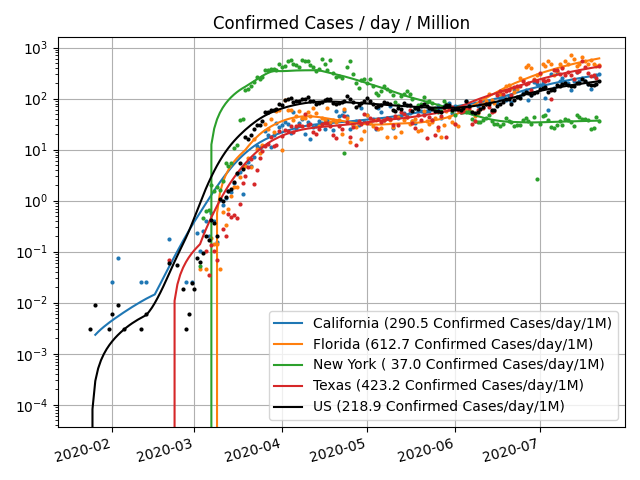 Confirmed Cases / day / Million
10³
10²
10¹
10⁰
10⁻¹
10⁻²
10⁻³
10⁻⁴
California (290.5 Confirmed Cases/day/1M)
Florida (612.7 Confirmed Cases/day/1M)
New York ( 37.0 Confirmed Cases/day/1M)
Texas (423.2 Confirmed Cases/day/1M)
US (218.9 Confirmed Cases/day/1M)
2020-02 2020-03 2020-04 2020-05 2020-06 2020-07